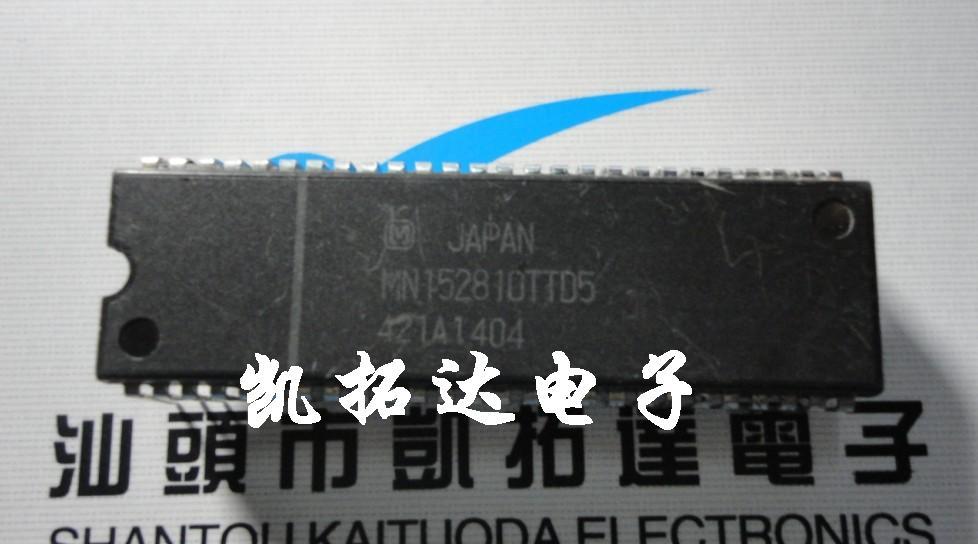 M JAPAN
MN152810TTD5
421A1404
凯拓达电子
汕頭市凱拓達電子
SHANTOU KAITUODA ELECTRONICS